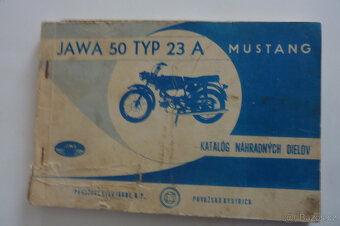 JAWA 50 TYP 23 A MUSTANG
KATALÓG NÁHRADNÝCH DIELOV
POVAŽSKÁ BYSTRICA